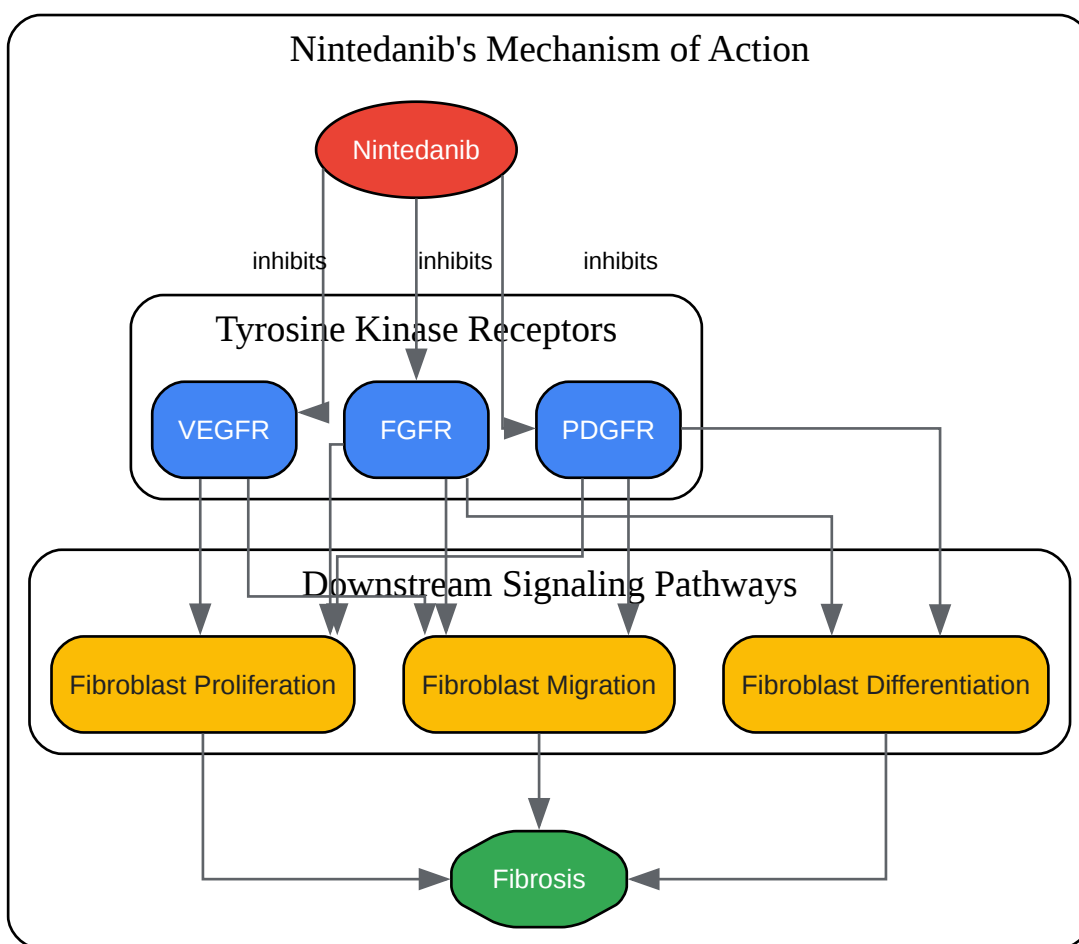 Nintedanib's Mechanism of Action
Nintedanib
inhibits
inhibits
inhibits
Tyrosine Kinase Receptors
VEGFR
FGFR
PDGFR
Downstream Signaling Pathways
Fibroblast Proliferation
Fibroblast Migration
Fibroblast Differentiation
Fibrosis